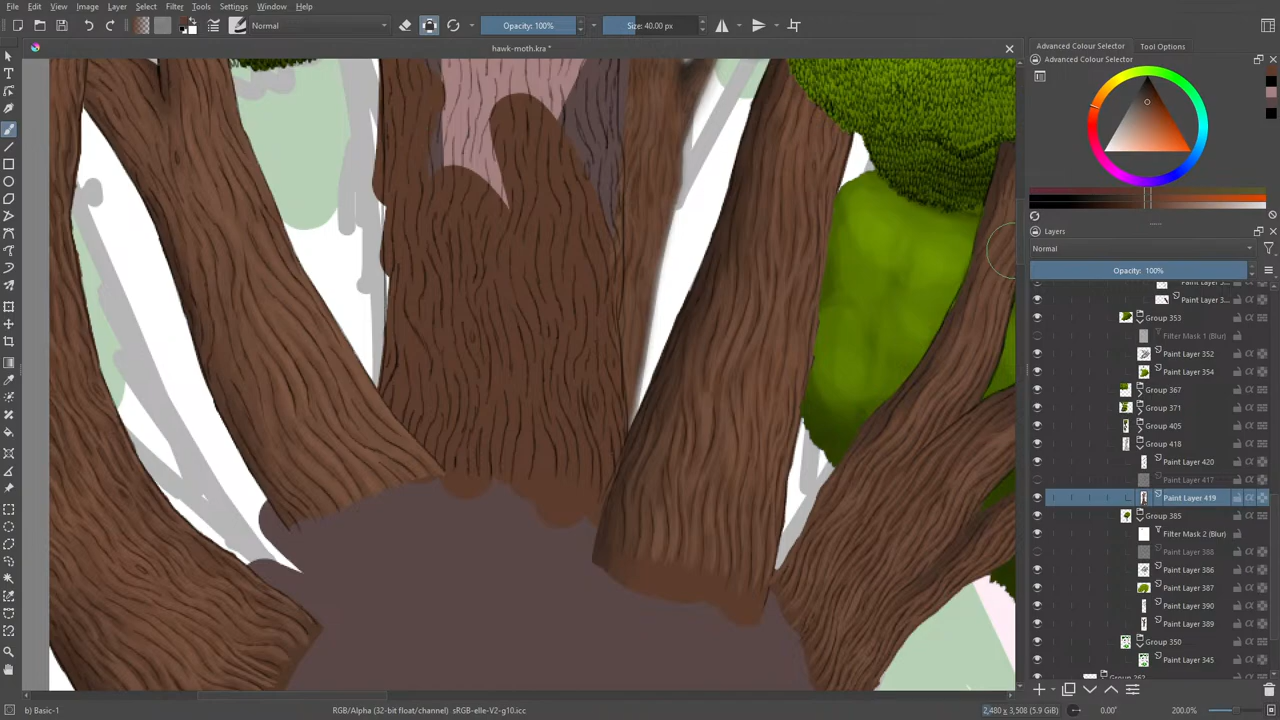 File Edit View Image Layer Select Filter Tools Settings Window Help
Normal Opacity: 100% Size: 40.00 px
hawk-moth.kra *
Advanced Colour Selector Tool Options
Advanced Colour Selector
Layers
Normal
Opacity: 100%
Paint Layer 3...
Paint Layer 3...
Group 353
Filter Mask 1 (Blur)
Paint Layer 352
Paint Layer 354
Group 367
Group 371
Group 405
Group 418
Paint Layer 420
Paint Layer 417
Paint Layer 419
Group 385
Filter Mask 2 (Blur)
Paint Layer 388
Paint Layer 386
Paint Layer 387
Paint Layer 390
Paint Layer 389
Group 350
Paint Layer 345
b) Basic-1 RGB/Alpha (32-bit float/channel) sRGB-elle-V2-g10.icc 2,480 x 3,508 (5.9 GiB) 0.00° 200.0%